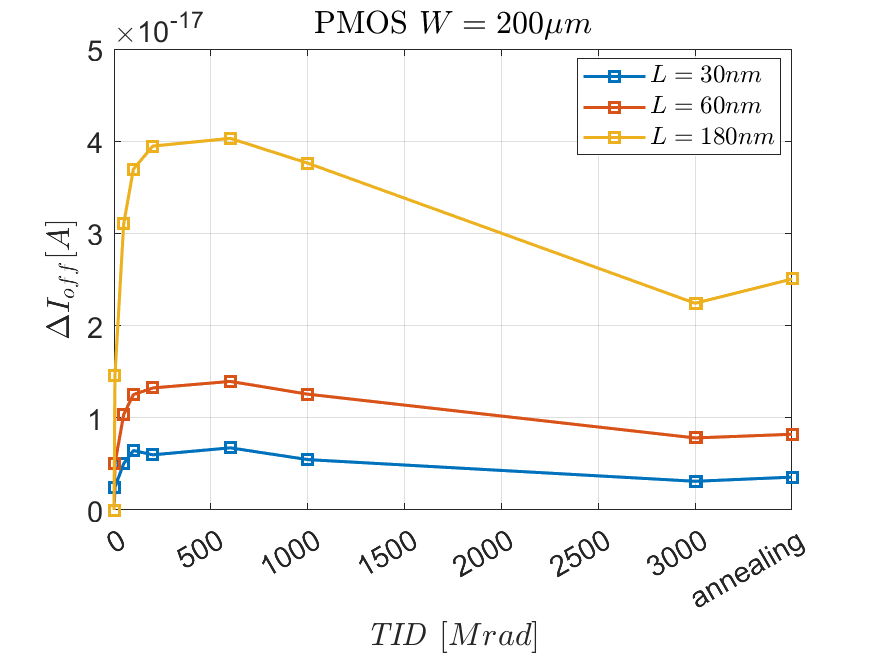 ×10-17
PMOS W = 200μm
L = 30nm
L = 60nm
L = 180nm
5
4
3
2
1
0
ΔIoff[A]
0
500
1000
1500
2000
2500
3000
annealing
TID [Mrad]